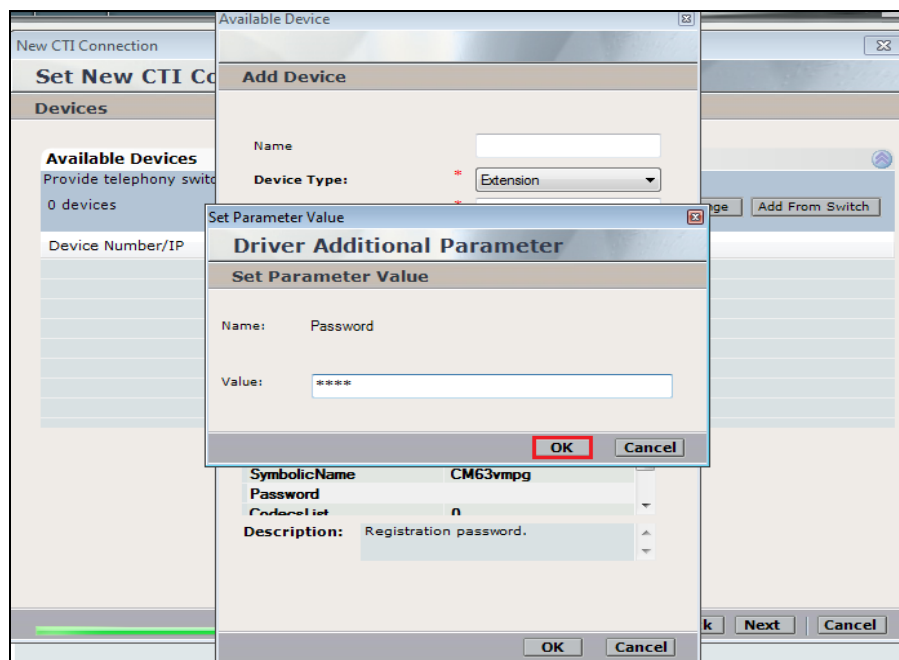 Available Device
New CTI Connection
Set New CTI Co
Add Device
Devices
Name
Available Devices
Provide telephony switc
Device Type: * Extension
0 devices
*
nge Add From Switch
Set Parameter Value
Device Number/IP
Driver Additional Parameter
Set Parameter Value
Name: Password
Value: ****
OK Cancel
SymbolicName CM63vmpg
Password
CodecsList 0
Description: Registration password.
k Next Cancel
OK Cancel